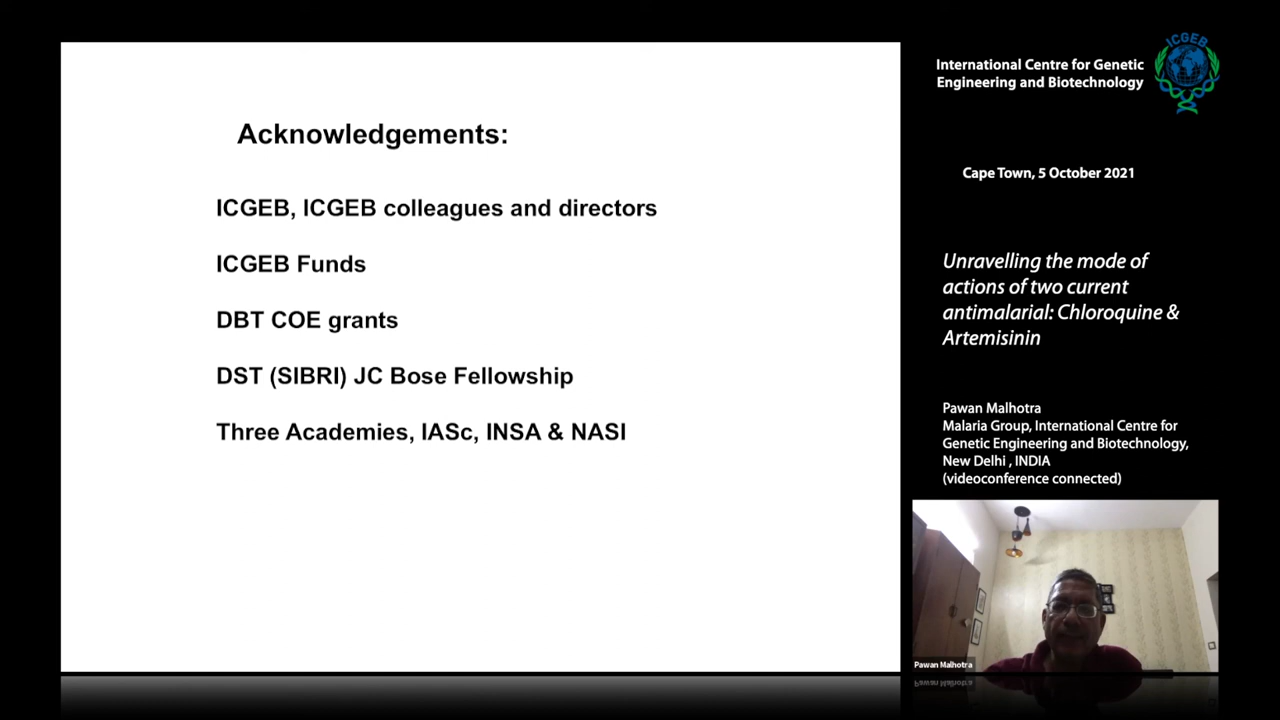 Acknowledgements:
ICGEB, ICGEB colleagues and directors
ICGEB Funds
DBT COE grants
DST (SIBRI) JC Bose Fellowship
Three Academies, IASc, INSA & NASI
International Centre for Genetic
Engineering and Biotechnology
ICGEB
Cape Town, 5 October 2021
Unravelling the mode of
actions of two current
antimalarial: Chloroquine &
Artemisinin
Pawan Malhotra
Malaria Group, International Centre for
Genetic Engineering and Biotechnology,
New Delhi , INDIA
(videoconference connected)
Pawan Malhotra